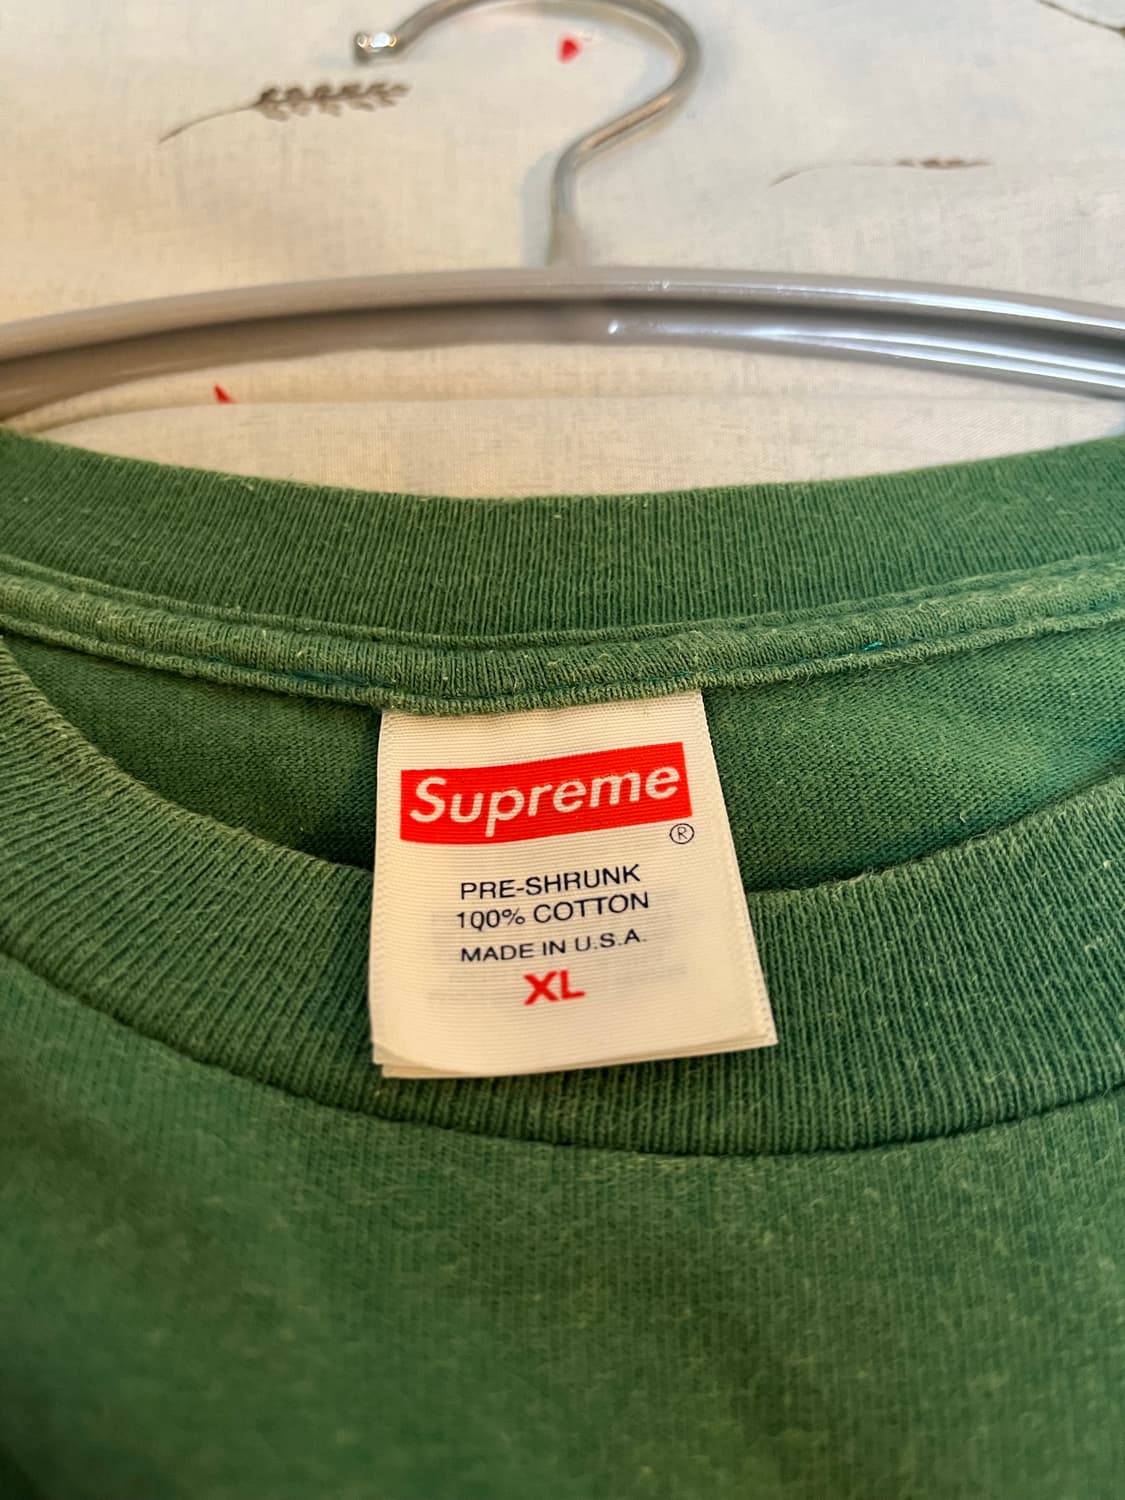 Supreme
®
PRE-SHRUNK
100% COTTON
MADE IN U.S.A.
XL